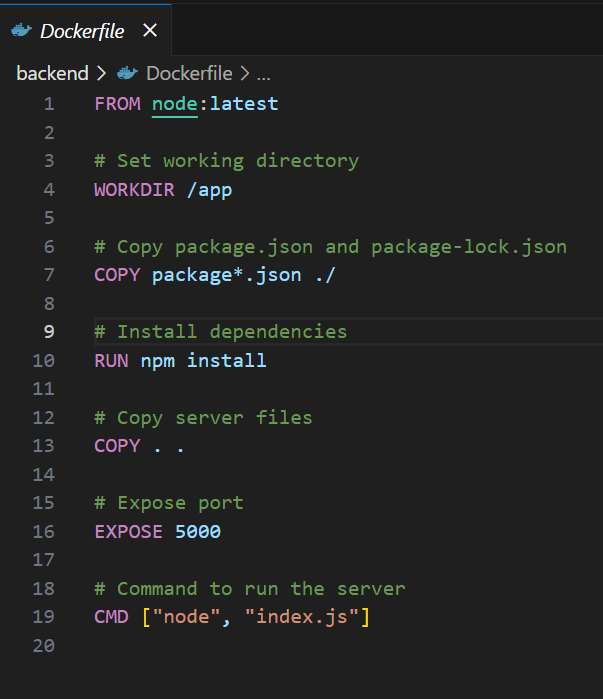 Dockerfile ×
backend > Dockerfile > ...
1 FROM node:latest
2
3 # Set working directory
4 WORKDIR /app
5
6 # Copy package.json and package-lock.json
7 COPY package*.json ./
8
9 # Install dependencies
10 RUN npm install
11
12 # Copy server files
13 COPY . .
14
15 # Expose port
16 EXPOSE 5000
17
18 # Command to run the server
19 CMD ["node", "index.js"]
20